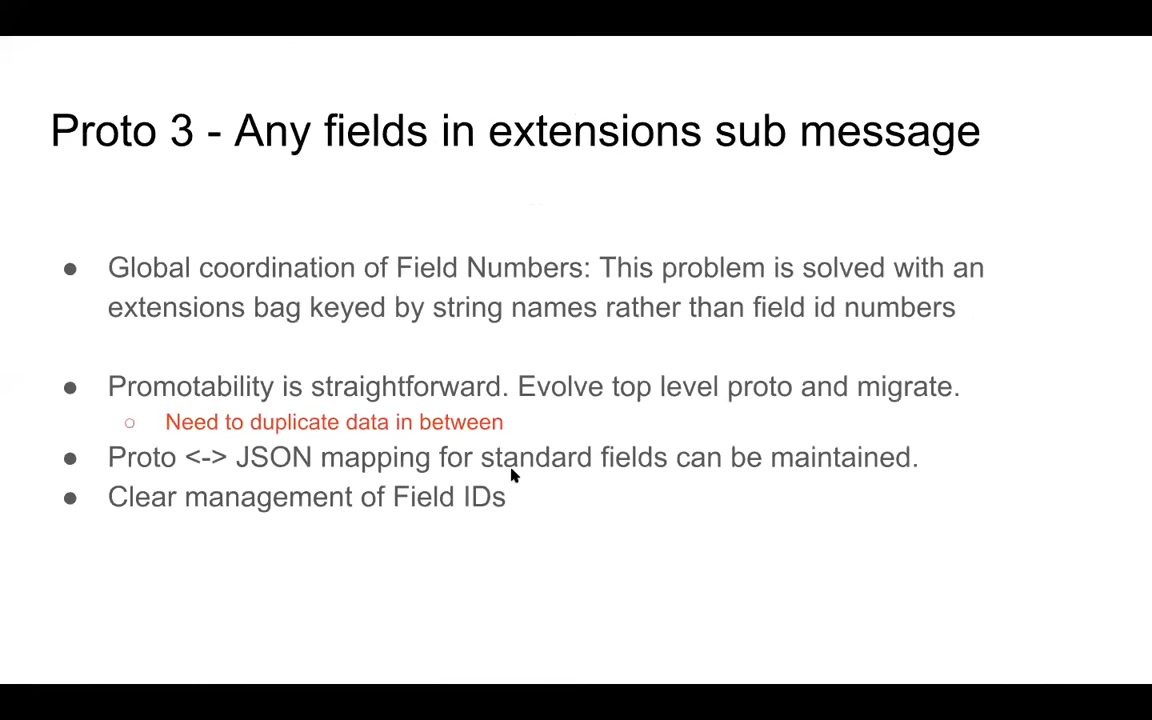 Proto 3 - Any fields in extensions sub message
● Global coordination of Field Numbers: This problem is solved with an
extensions bag keyed by string names rather than field id numbers
● Promotability is straightforward. Evolve top level proto and migrate.
○ Need to duplicate data in between
● Proto <-> JSON mapping for standard fields can be maintained.
● Clear management of Field IDs